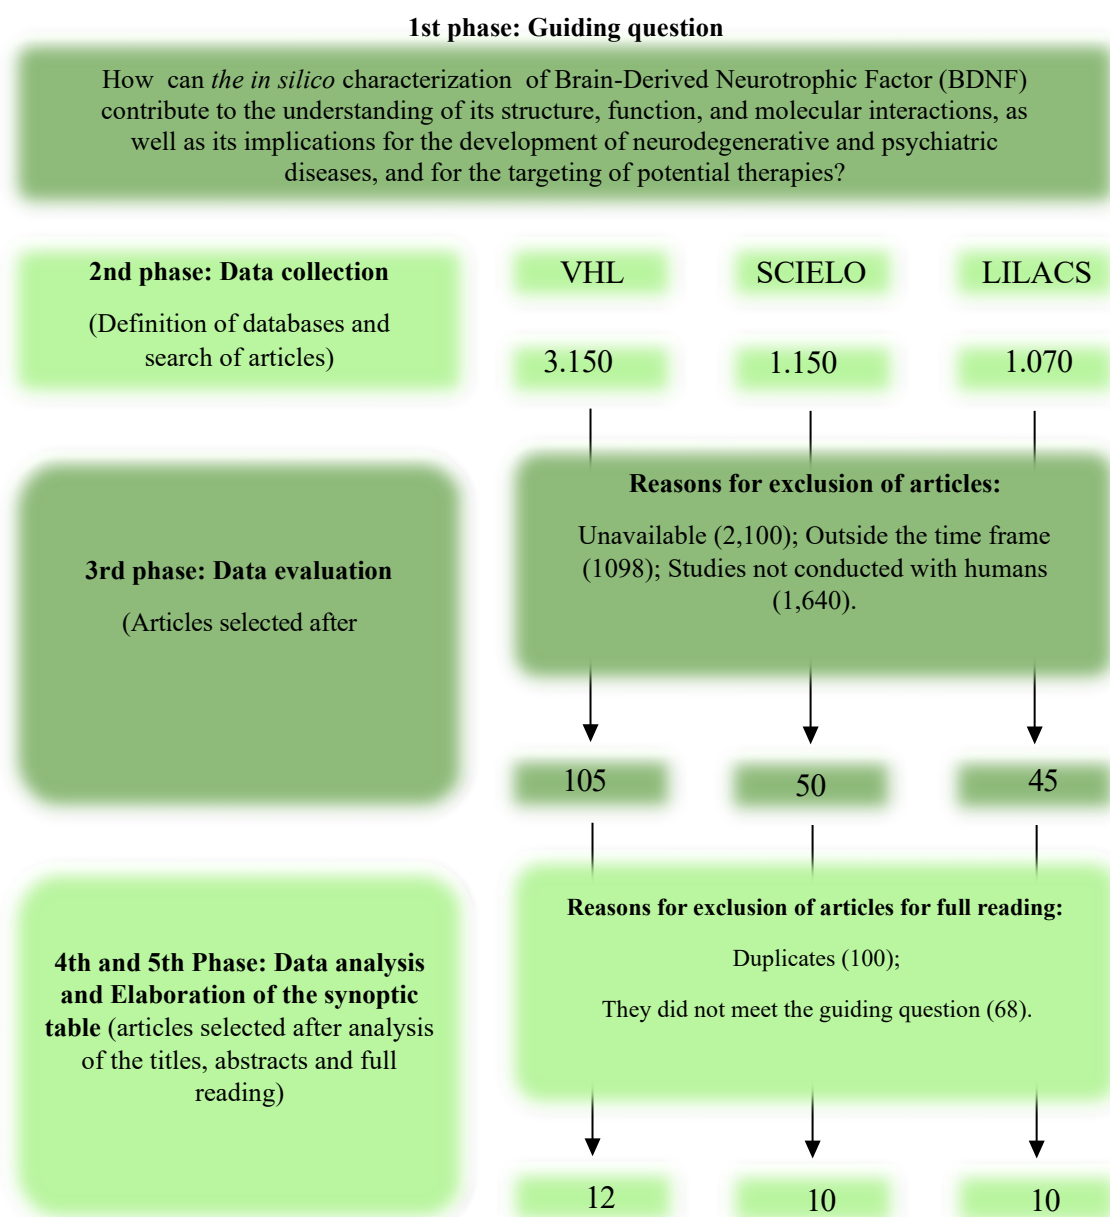 1st phase: Guiding question
How can the in silico characterization of Brain-Derived Neurotrophic Factor (BDNF)
contribute to the understanding of its structure, function, and molecular interactions, as
well as its implications for the development of neurodegenerative and psychiatric
diseases, and for the targeting of potential therapies?
2nd phase: Data collection
(Definition of databases and
search of articles)
VHL
SCIELO
LILACS
3.150
1.150
1.070
3rd phase: Data evaluation
(Articles selected after
Reasons for exclusion of articles:
Unavailable (2,100); Outside the time frame
(1098); Studies not conducted with humans
(1,640).
105
50
45
4th and 5th Phase: Data analysis
and Elaboration of the synoptic
table (articles selected after analysis
of the titles, abstracts and full
reading)
Reasons for exclusion of articles for full reading:
Duplicates (100);
They did not meet the guiding question (68).
12
10
10